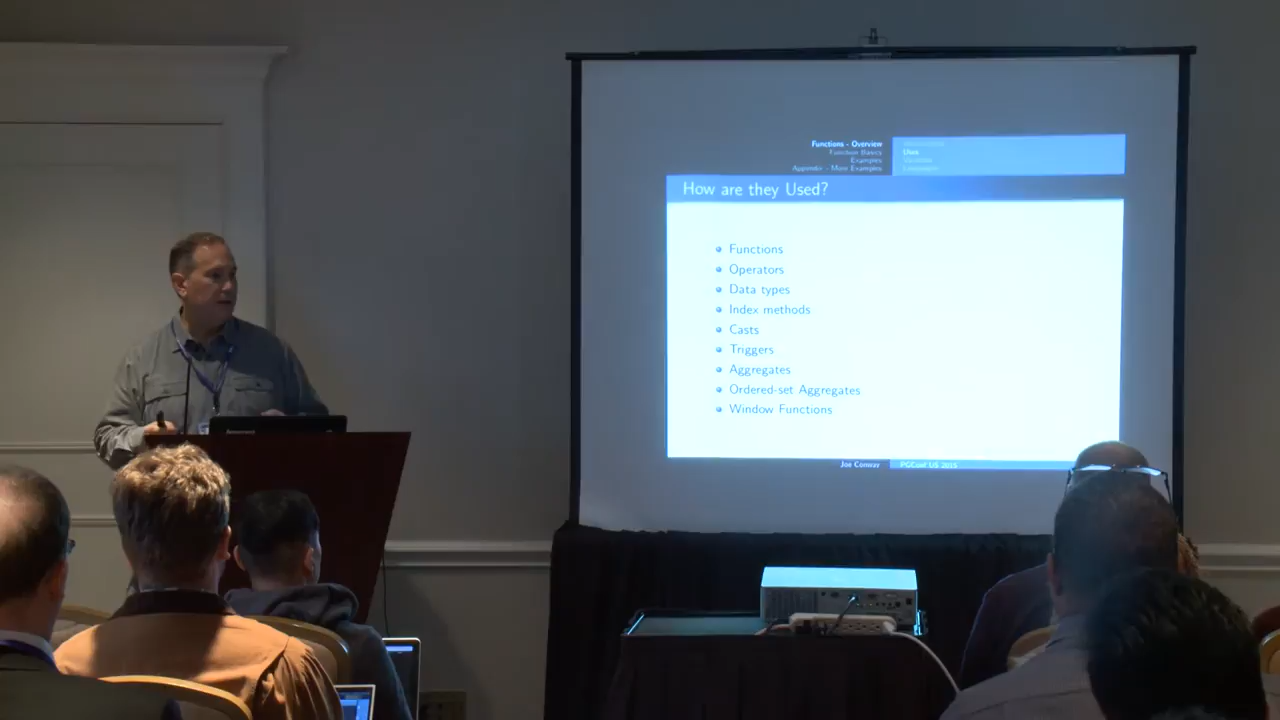 Functions - Overview
Function Basics
Examples
Appendix - More Examples
Uses
How are they Used?
Functions
Operators
Data types
Index methods
Casts
Triggers
Aggregates
Ordered-set Aggregates
Window Functions
Joe Conway PGConf US 2015